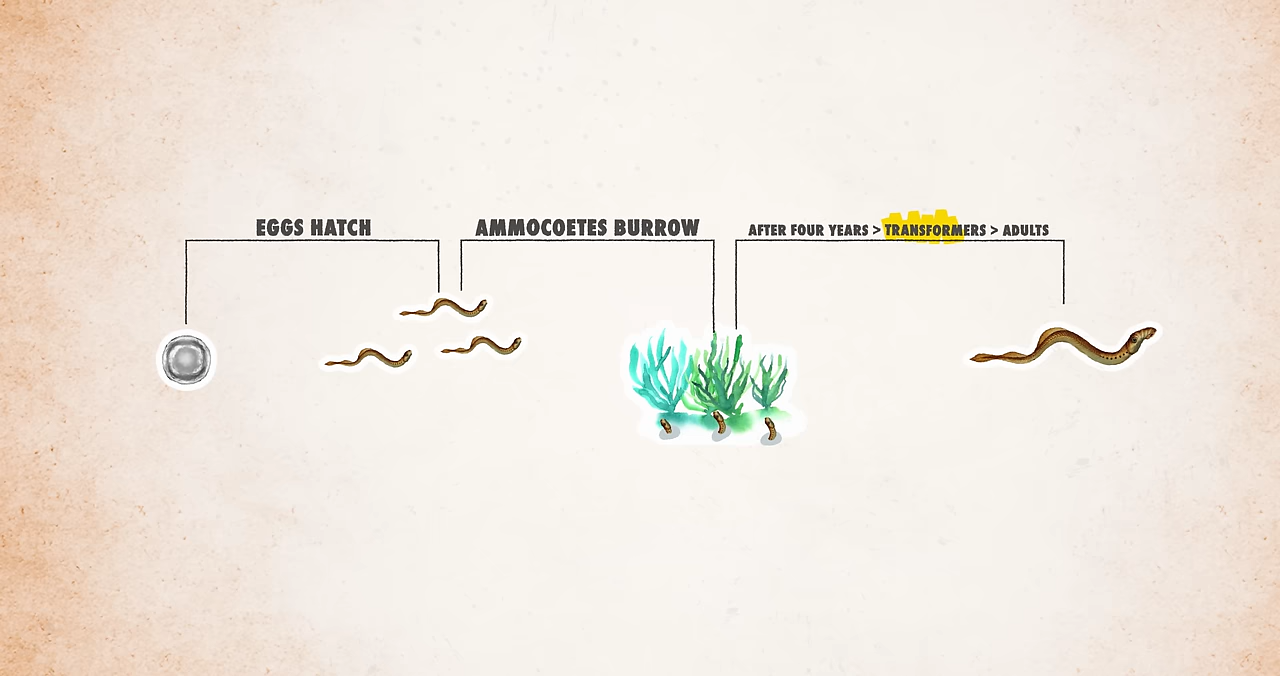 EGGS HATCH
AMMOCOETES BURROW
AFTER FOUR YEARS > TRANSFORMERS > ADULTS